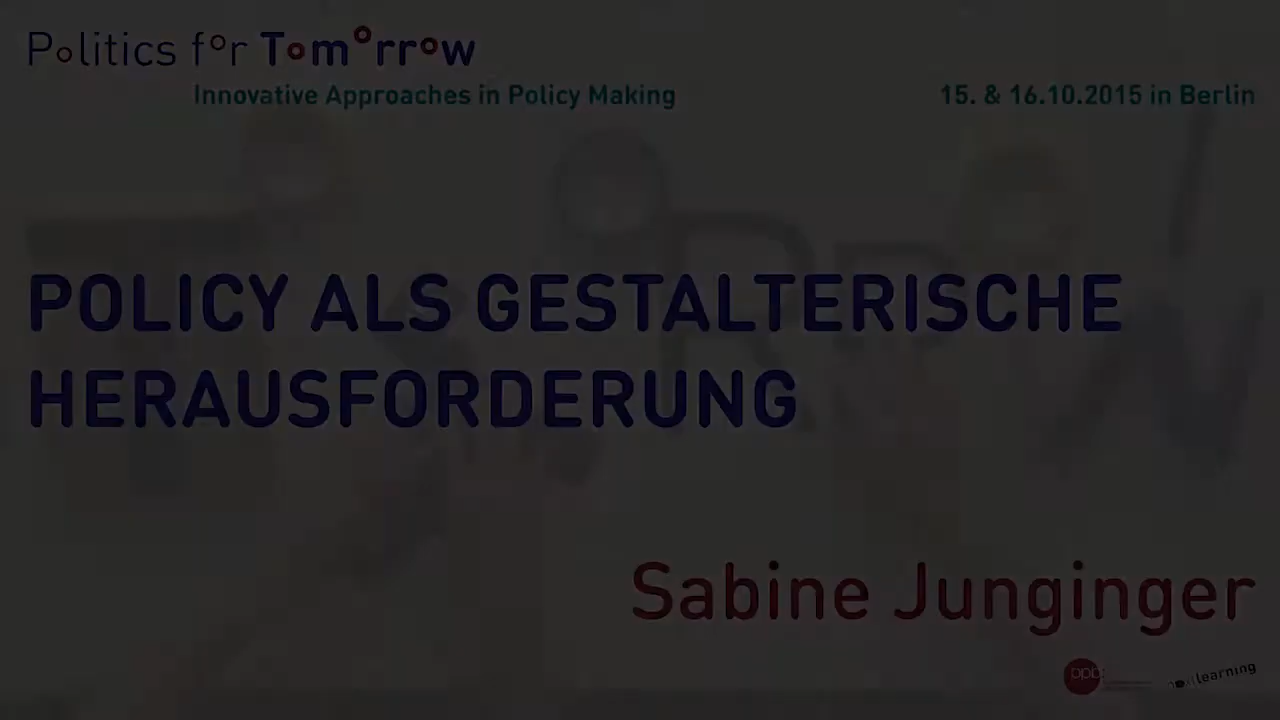 Politics for Tomorrow
Innovative Approaches in Policy Making
15. & 16.10.2015 in Berlin
POLICY ALS GESTALTERISCHE
HERAUSFORDERUNG
Sabine Junginger
learning